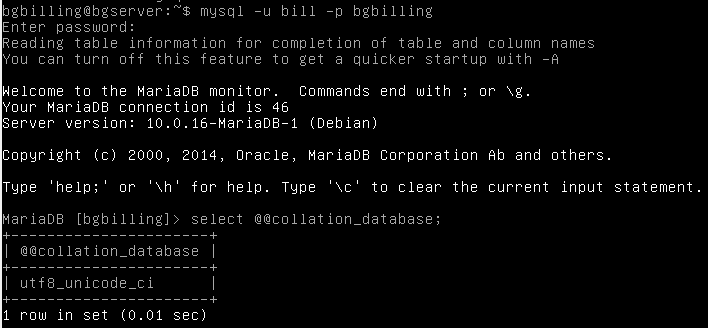 bgbilling@bgserver:~$ mysql -u bill -p bgbilling
Enter password:
Reading table information for completion of table and column names
You can turn off this feature to get a quicker startup with -A
Welcome to the MariaDB monitor.  Commands end with ; or \g.
Your MariaDB connection id is 46
Server version: 10.0.16-MariaDB-1 (Debian)
Copyright (c) 2000, 2014, Oracle, MariaDB Corporation Ab and others.
Type 'help;' or '\h' for help. Type '\c' to clear the current input statement.
MariaDB [bgbilling]> select @@collation_database;
+----------------------+
| @@collation_database |
+----------------------+
| utf8_unicode_ci      |
+----------------------+
1 row in set (0.01 sec)